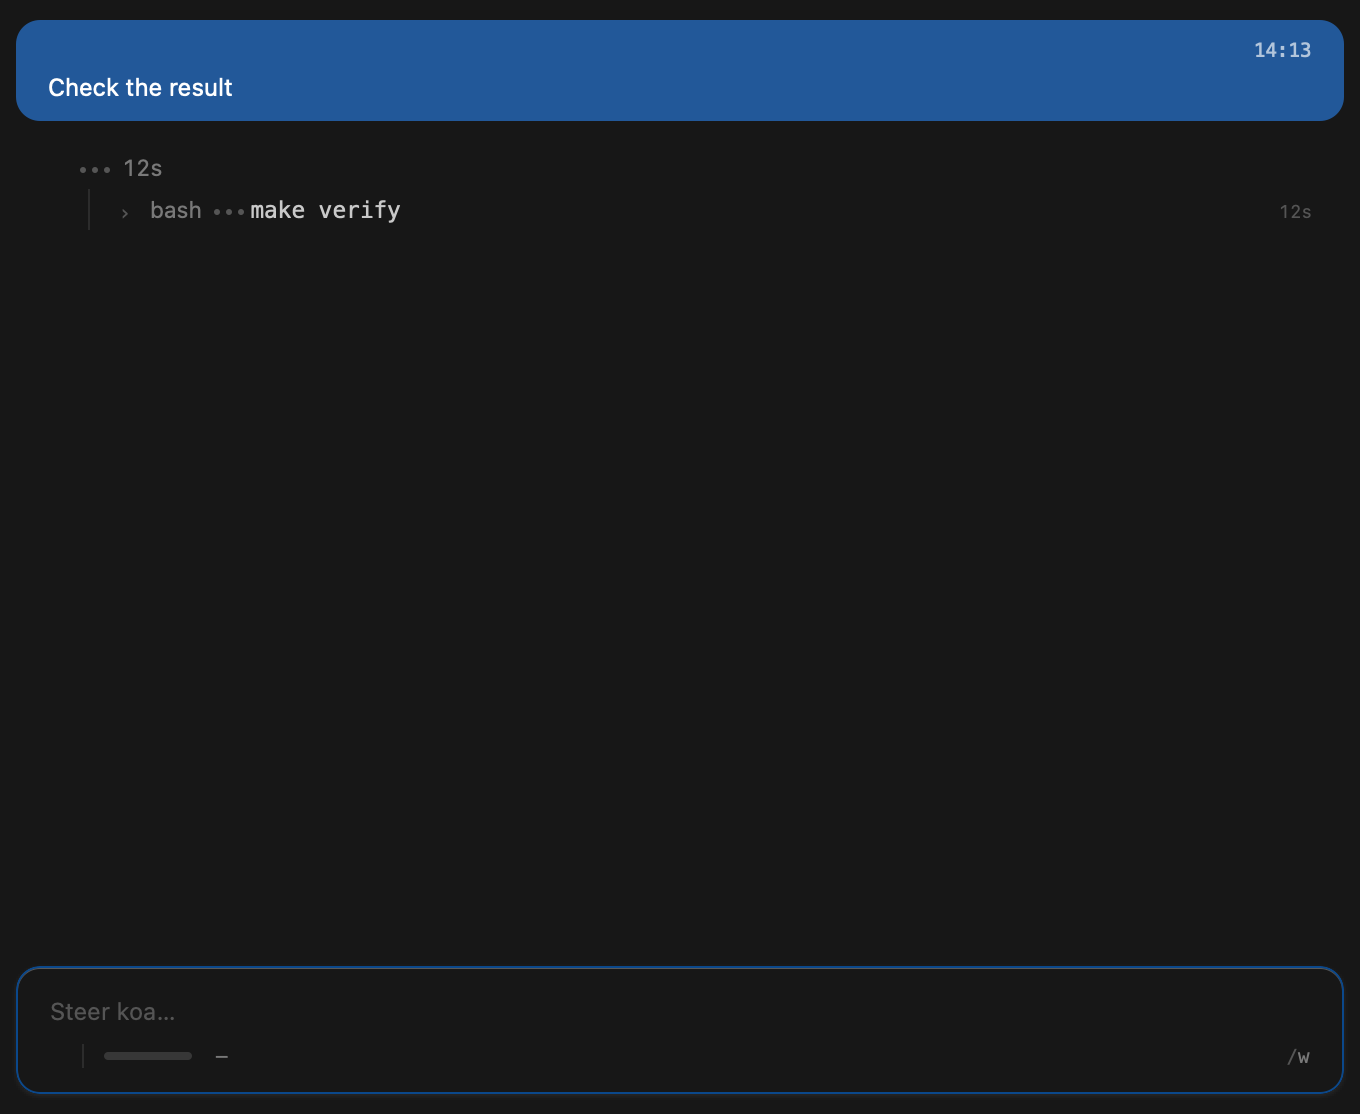 14:13
Check the result
••• 12s
› bash •••make verify 12s
Steer koa…
— /w